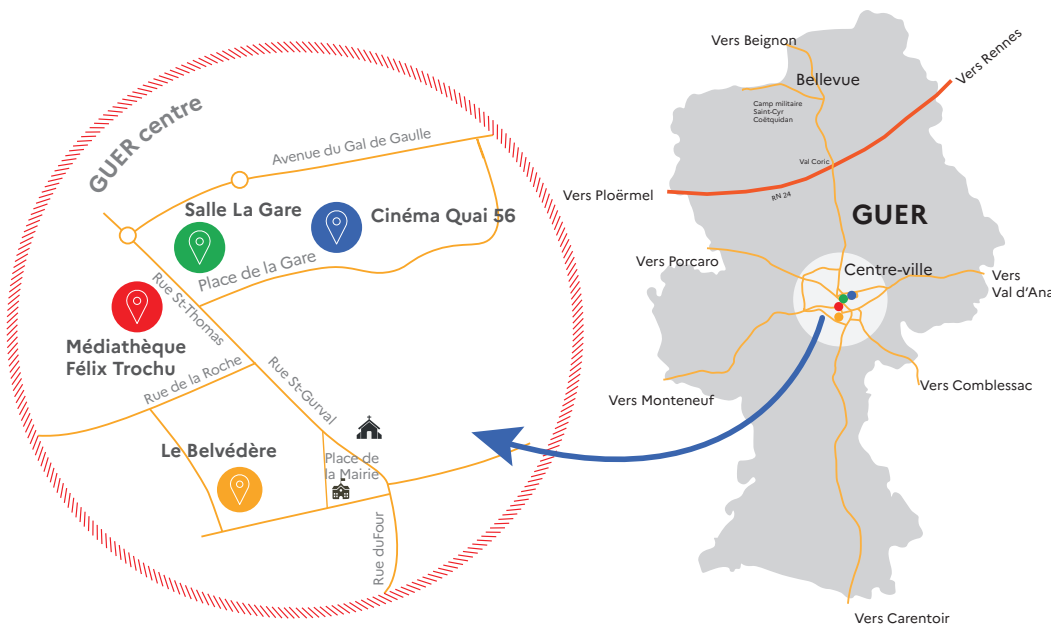 GUER centre
Avenue du Gal de Gaulle
Salle La Gare
Cinéma Quai 56
Place de la Gare
Rue St-Thomas
Médiathèque
Félix Trochu
Rue de la Roche
Rue St-Gurval
Le Belvédère
Place de
la Mairie
Rue duFour
Vers Beignon
Bellevue
Camp militaire
Saint-Cyr
Coëtquidan
Vers Rennes
Val Coric
Vers Ploërmel
RN 24
GUER
Vers Porcaro
Centre-ville
Vers
Val d'Ana
Vers Monteneuf
Vers Comblessac
Vers Carentoir